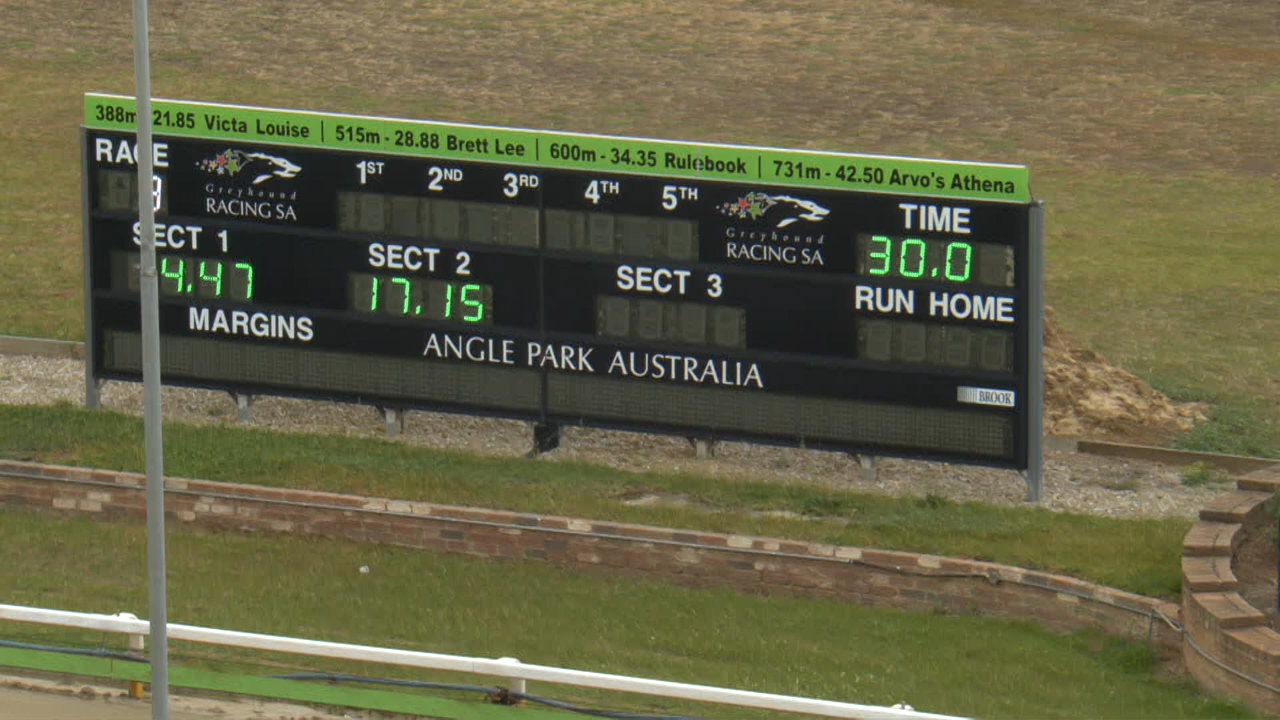 388m 21.85 Victa Louise | 515m - 28.88 Brett Lee | 600m - 34.35 Rulebook | 731m - 42.50 Arvo's Athena
RACE
Greyhound
RACING SA
1ST 2ND 3RD 4TH 5TH
Greyhound
RACING SA
TIME
30.0
SECT 1
4.47
SECT 2
17.15
SECT 3
RUN HOME
MARGINS
ANGLE PARK AUSTRALIA
BROOK